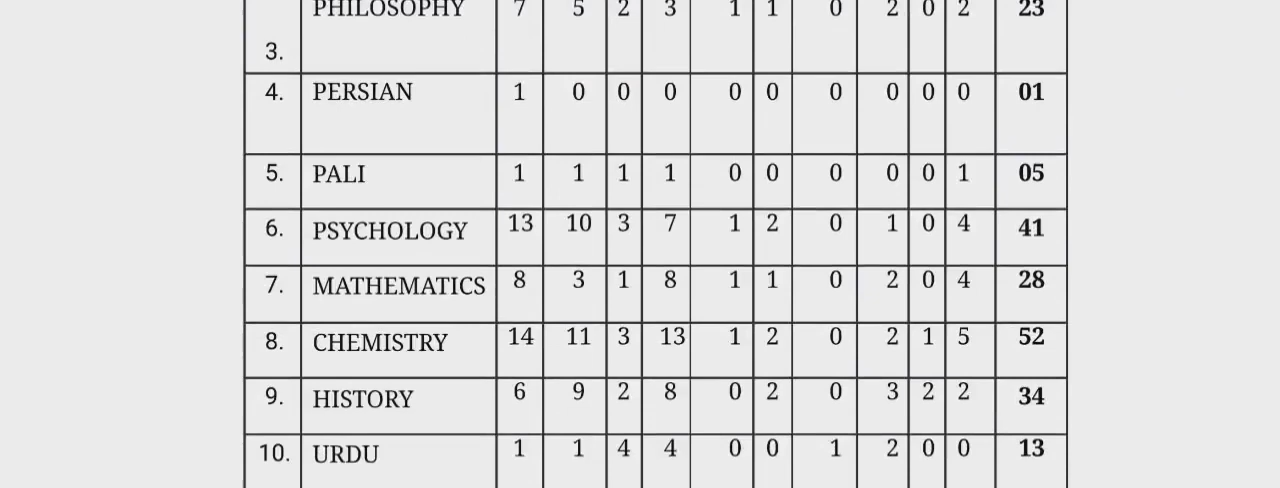 3. PHILOSOPHY 7 5 2 3 1 1 0 2 0 2 23
4. PERSIAN 1 0 0 0 0 0 0 0 0 0 01
5. PALI 1 1 1 1 0 0 0 0 0 1 05
6. PSYCHOLOGY 13 10 3 7 1 2 0 1 0 4 41
7. MATHEMATICS 8 3 1 8 1 1 0 2 0 4 28
8. CHEMISTRY 14 11 3 13 1 2 0 2 1 5 52
9. HISTORY 6 9 2 8 0 2 0 3 2 2 34
10. URDU 1 1 4 4 0 0 1 2 0 0 13